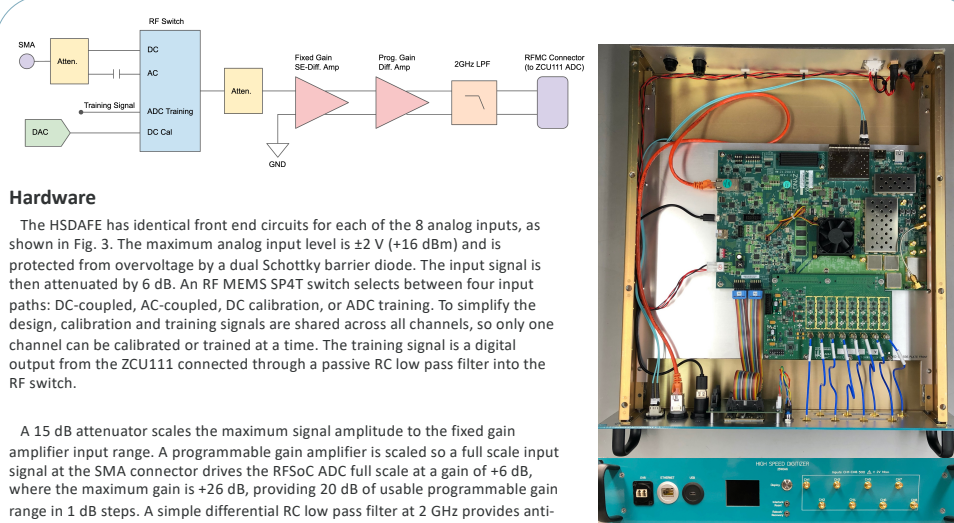 RF Switch
SMA
Atten.
DC
AC
Training Signal
ADC Training
DAC
DC Cal
Atten.
Fixed Gain
SE-Diff. Amp
GND
Prog. Gain
Diff. Amp
2GHz LPF
RFMC Connector
(to ZCU111 ADC)
Hardware
The HSDAFE has identical front end circuits for each of the 8 analog inputs, as
shown in Fig. 3. The maximum analog input level is ±2 V (+16 dBm) and is
protected from overvoltage by a dual Schottky barrier diode. The input signal is
then attenuated by 6 dB. An RF MEMS SP4T switch selects between four input
paths: DC-coupled, AC-coupled, DC calibration, or ADC training. To simplify the
design, calibration and training signals are shared across all channels, so only one
channel can be calibrated or trained at a time. The training signal is a digital
output from the ZCU111 connected through a passive RC low pass filter into the
RF switch.
A 15 dB attenuator scales the maximum signal amplitude to the fixed gain
amplifier input range. A programmable gain amplifier is scaled so a full scale input
signal at the SMA connector drives the RFSoC ADC full scale at a gain of +6 dB,
where the maximum gain is +26 dB, providing 20 dB of usable programmable gain
range in 1 dB steps. A simple differential RC low pass filter at 2 GHz provides anti-
HIGH SPEED DIGITIZER
ETHERNET